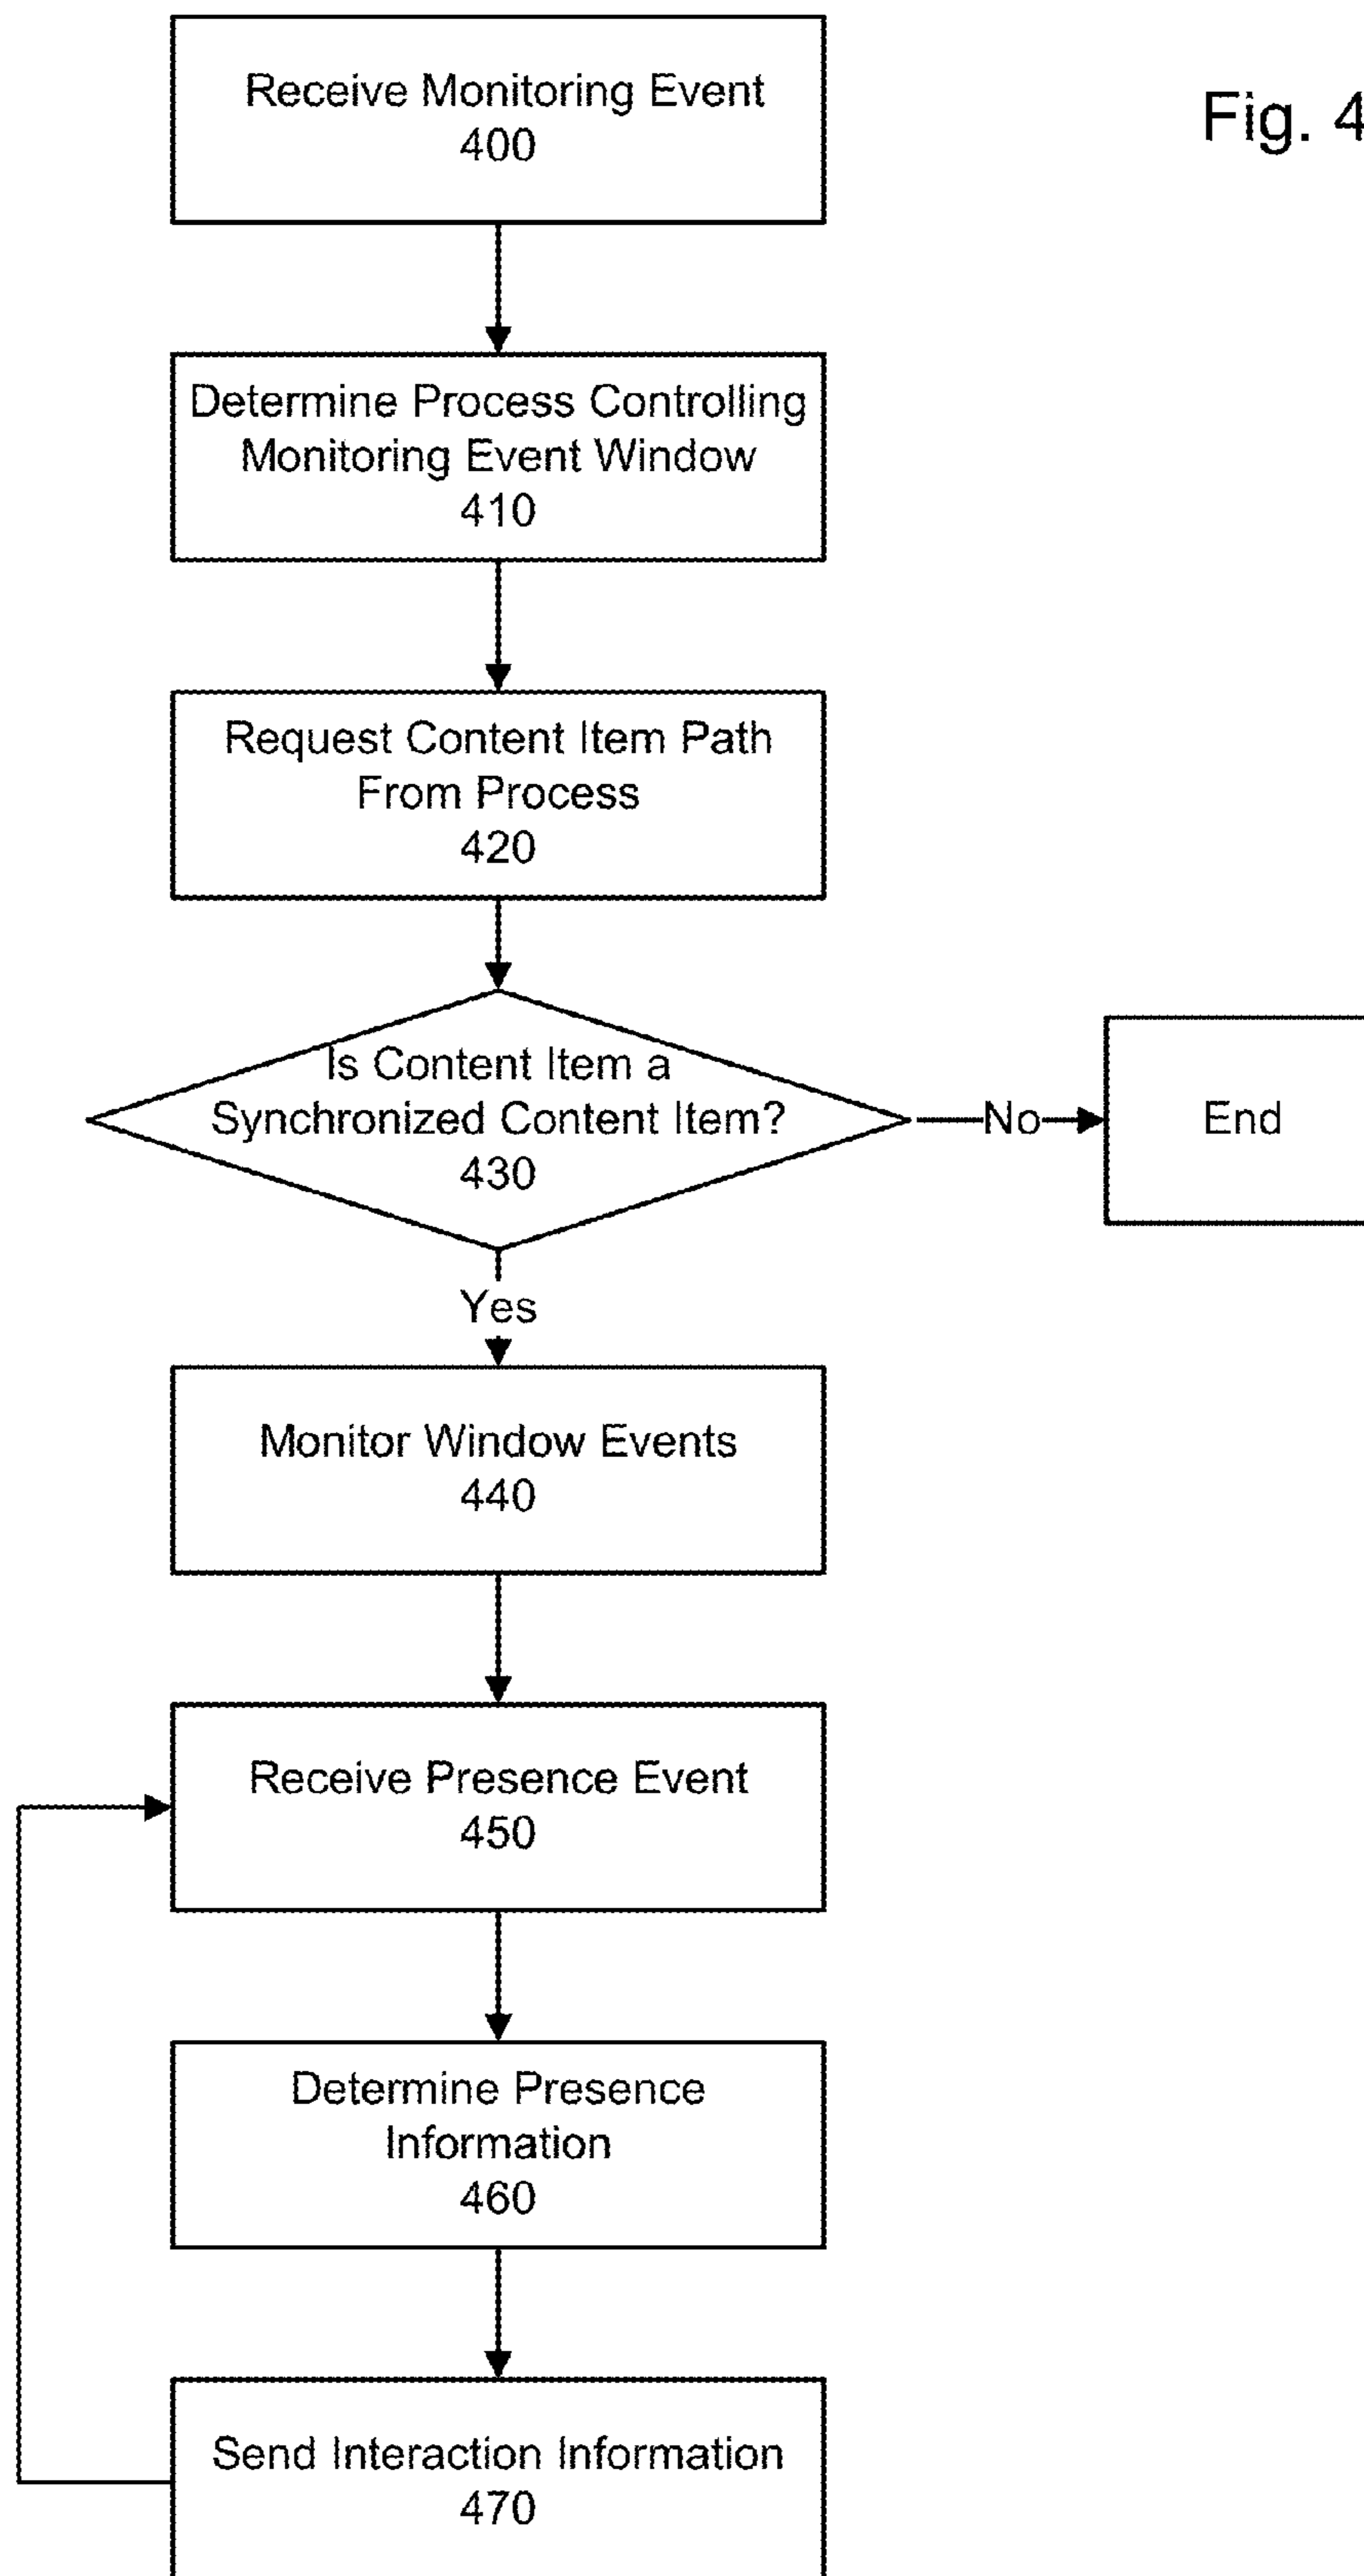 Receive Monitoring Event
400
Fig. 4
Determine Process Controlling
Monitoring Event Window
410
Request Content Item Path
From Process
420
Is Content Item a
Synchronized Content Item?
430
No
End
Yes
Monitor Window Events
440
Receive Presence Event
450
Determine Presence
Information
460
Send Interaction Information
470